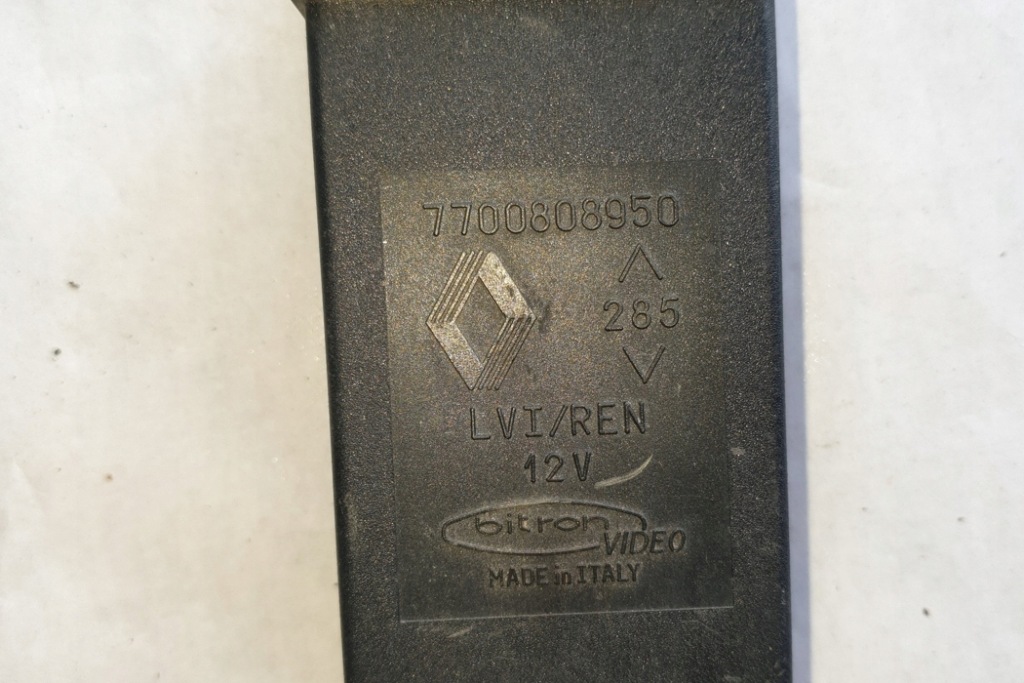 7700808950
285
LVI/REN
12V
bitron
VIDEO
MADE in ITALY